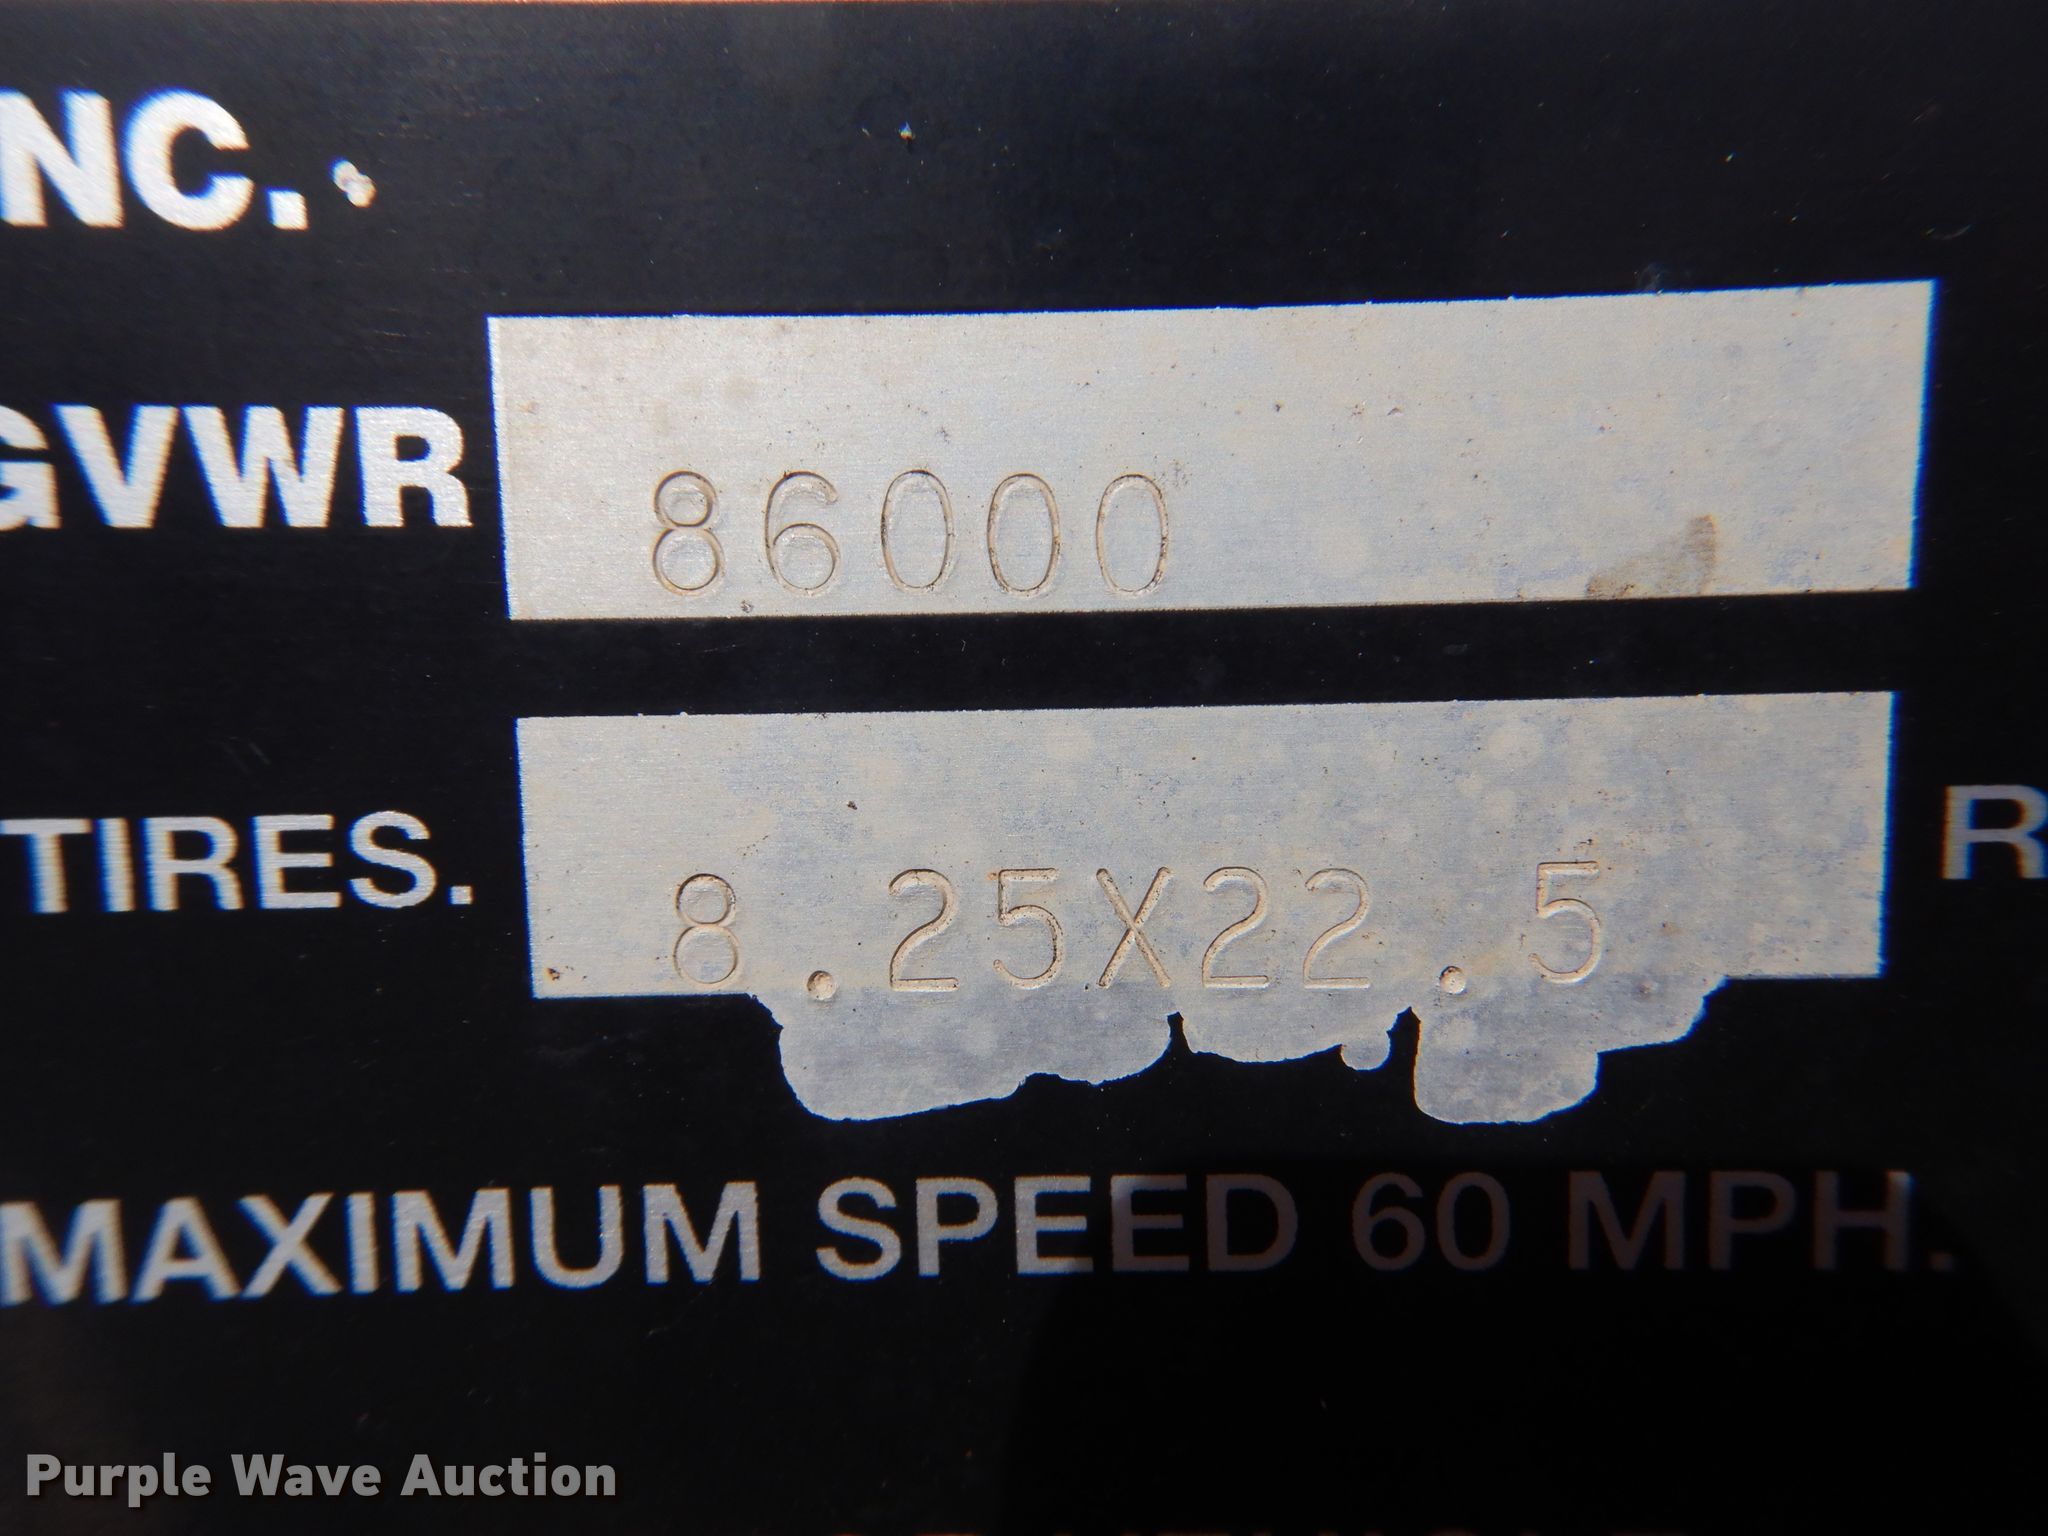 NC.
GVWR 86000
TIRES. 8.25X22.5 R
MAXIMUM SPEED 60 MPH.
Purple Wave Auction